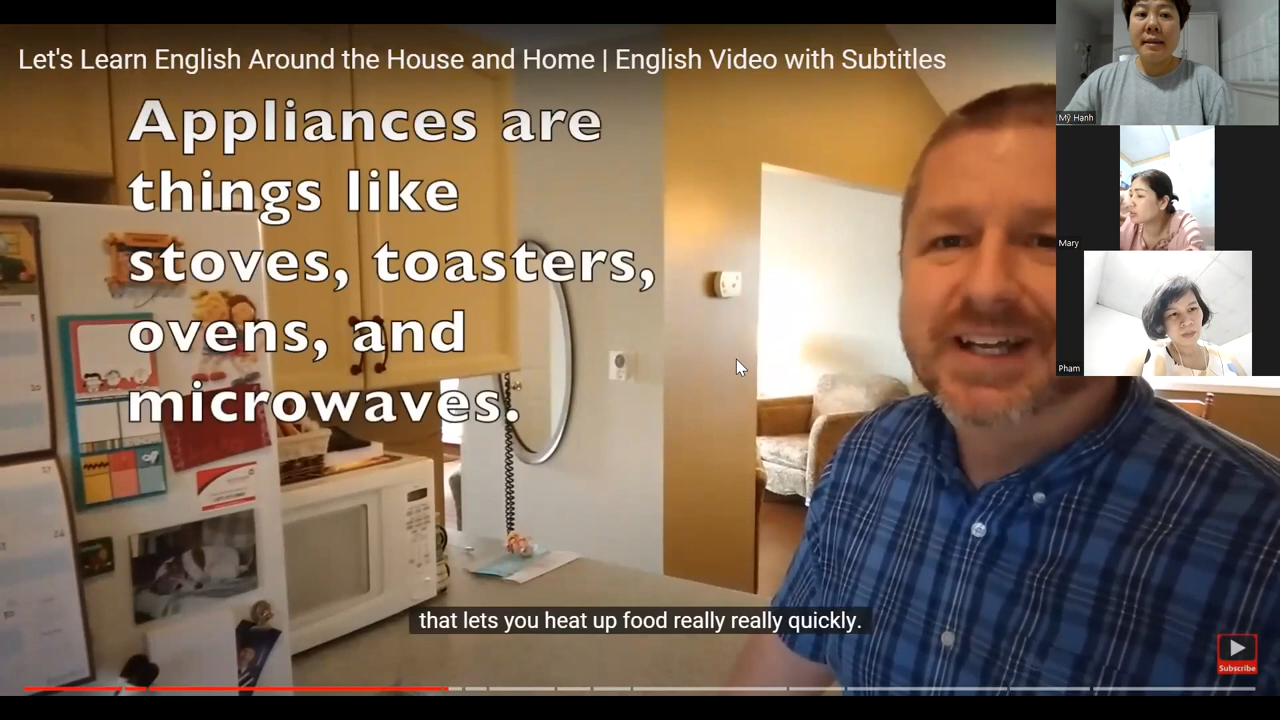 Let's Learn English Around the House and Home | English Video with Subtitles
Appliances are
things like
stoves, toasters,
ovens, and
microwaves.
that lets you heat up food really really quickly.
Mỹ Hạnh
Mary
Pham
Subscribe